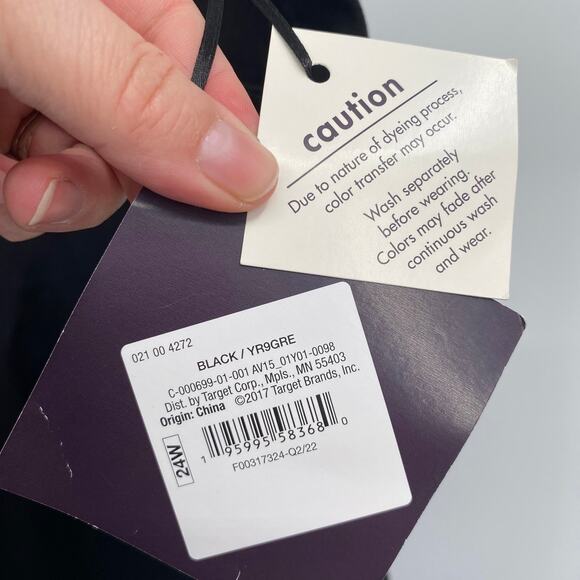 caution
Due to nature of dyeing process,
color transfer may occur.
Wash separately
before wearing.
Colors may fade after
continuous wash
and wear.
021 00 4272
BLACK / YR9GRE
C-000699-01-001 AV15_01Y01-0098
Dist. by Target Corp., Mpls., MN 55403
Origin: China ©2017 Target Brands, Inc.
24W
1 95995 58368 0
F00317324-Q2/22